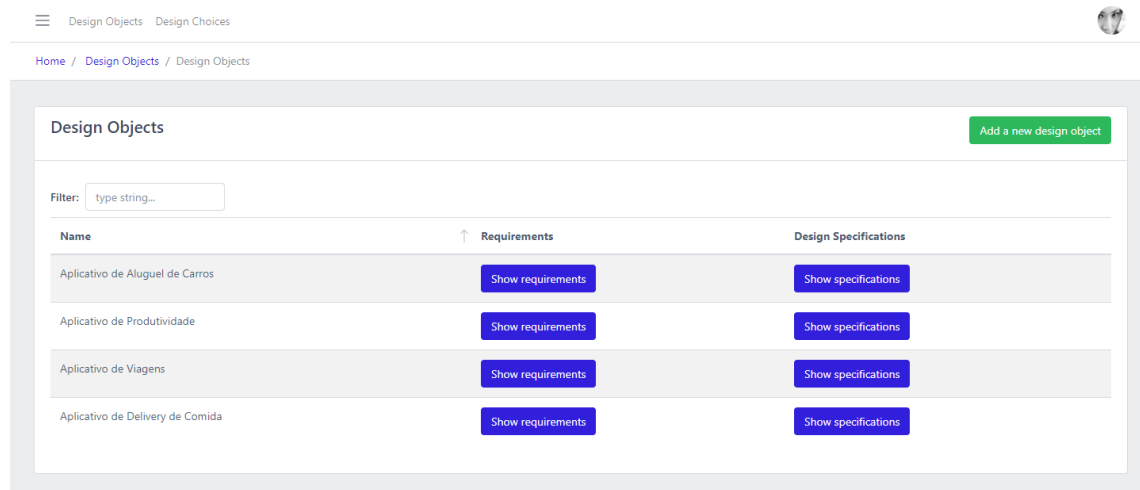 Design Objects Design Choices
Home / Design Objects / Design Objects
Design Objects Add a new design object
Filter: type string...
Name ↑ Requirements Design Specifications
Aplicativo de Aluguel de Carros Show requirements Show specifications
Aplicativo de Produtividade Show requirements Show specifications
Aplicativo de Viagens Show requirements Show specifications
Aplicativo de Delivery de Comida Show requirements Show specifications